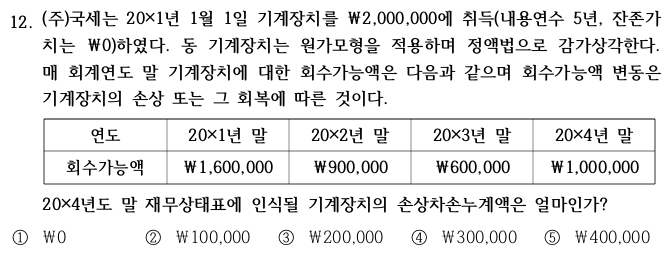 12. (주)국세는 20×1년 1월 1일 기계장치를 ₩2,000,000에 취득(내용연수 5년, 잔존가
치는 ₩0)하였다. 동 기계장치는 원가모형을 적용하며 정액법으로 감가상각한다.
매 회계연도 말 기계장치에 대한 회수가능액은 다음과 같으며 회수가능액 변동은
기계장치의 손상 또는 그 회복에 따른 것이다.
연도 20×1년 말 20×2년 말 20×3년 말 20×4년 말
회수가능액 ₩1,600,000 ₩900,000 ₩600,000 ₩1,000,000
20×4년도 말 재무상태표에 인식될 기계장치의 손상차손누계액은 얼마인가?
① ₩0 ② ₩100,000 ③ ₩200,000 ④ ₩300,000 ⑤ ₩400,000